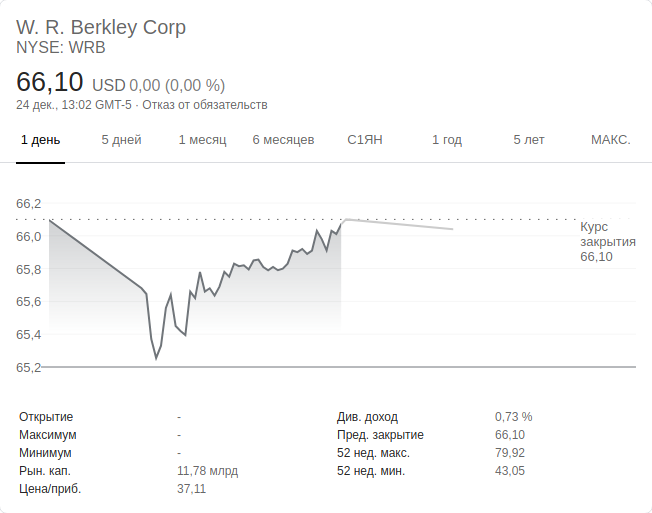 W. R. Berkley Corp
NYSE: WRB
66,10 USD 0,00 (0,00 %)
24 дек., 13:02 GMT-5 · Отказ от обязательств
1 день 5 дней 1 месяц 6 месяцев С1ЯН 1 год 5 лет МАКС.
66,2
66,0
65,8
65,6
65,4
65,2
Курс
закрытия
66,10
Открытие - Див. доход 0,73 %
Максимум - Пред. закрытие 66,10
Минимум - 52 нед. макс. 79,92
Рын. кап. 11,78 млрд 52 нед. мин. 43,05
Цена/приб. 37,11